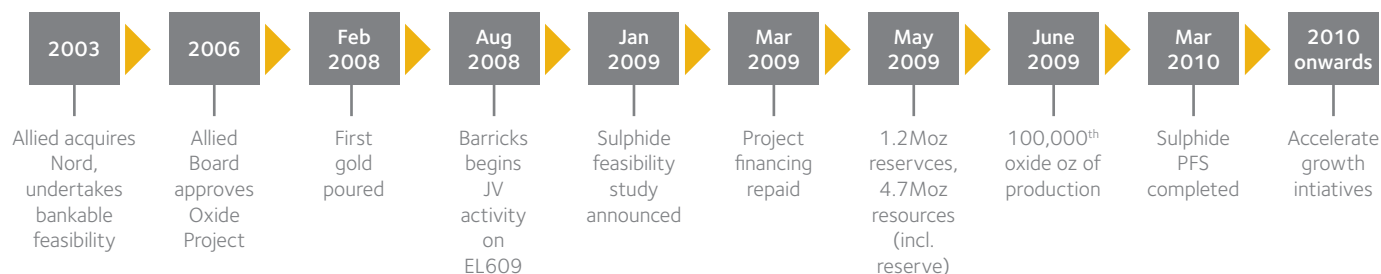 2003
Allied acquires
Nord,
undertakes
bankable
feasibility
2006
Allied
Board
approves
Oxide
Project
Feb
2008
First
gold
poured
Aug
2008
Barricks
begins
JV
activity
on
EL609
Jan
2009
Sulphide
feasibility
study
announced
Mar
2009
Project
financing
repaid
May
2009
1.2Moz
reservces,
4.7Moz
resources
(incl.
reserve)
June
2009
100,000th
oxide oz of
production
Mar
2010
Sulphide
PFS
completed
2010
onwards
Accelerate
growth
intiatives